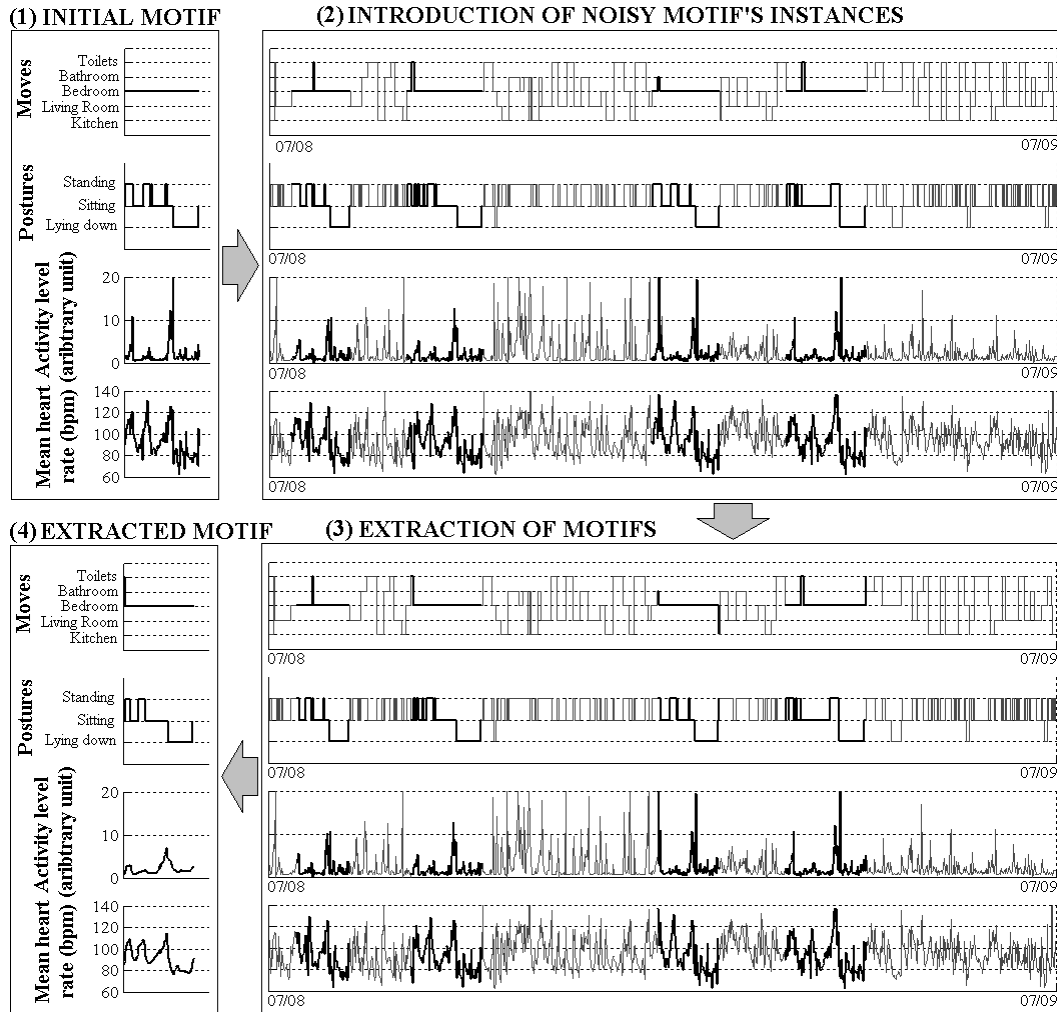 (1) INITIAL MOTIF
(2) INTRODUCTION OF NOISY MOTIF'S INSTANCES
Moves
Toilets
Bathroom
Bedroom
Living Room
Kitchen
07/08
07/09
Postures
Standing
Sitting
Lying down
07/08
07/09
Activity level
(aribtrary unit)
20
10
0
07/08
07/09
Mean heart
rate (bpm)
140
120
100
80
60
07/08
07/09
(4) EXTRACTED MOTIF
(3) EXTRACTION OF MOTIFS
Moves
Toilets
Bathroom
Bedroom
Living Room
Kitchen
07/08
07/09
Postures
Standing
Sitting
Lying down
07/08
07/09
Activity level
(aribtrary unit)
20
10
0
07/08
07/09
Mean heart
rate (bpm)
140
120
100
80
60
07/08
07/09